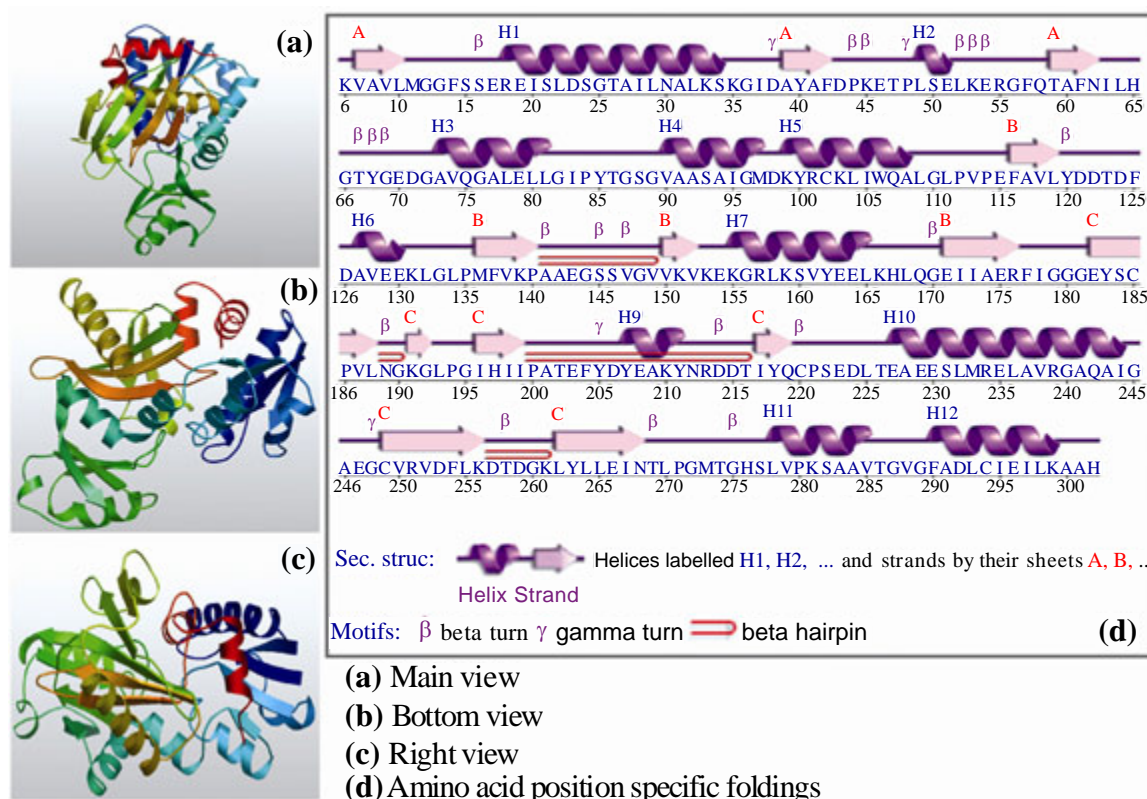 (a)
(b)
(c)
A H1 β γ A β β γ H2 β β β A
KVAVLMGGFSSEREISLDSGTAILNALKSKGIDAYAFDPKETPLSELKERGFQTAFNILH
6 10 15 20 25 30 35 40 45 50 55 60 65
β β β H3 H4 H5 B β
GTYGEDGAVQGALELLGIPYTGSGVAASAIGMDKYRCKLIWQALGLPVPEFAVLYDDTDF
66 70 75 80 85 90 95 100 105 110 115 120 125
H6 B β β β B H7 β B C
DAVEEKLGLPMFVKPAAEGSSVGVVKVKEKGRLKSVYEELKHLQGEIIAERFIGGGEYSC
126 130 135 140 145 150 155 160 165 170 175 180 185
β C C γ H9 β C β H10
PVLNGKGLPGIHIIPATEFYDYEAKYNRDDTIYQCPSEDLTEAEESLMRELAVRGAQAIG
186 190 195 200 205 210 215 220 225 230 235 240 245
γ C β C β β H11 H12
AEGCVRVDFLKDTDGKLYLLEINTLPGMTGHSLVPKSAAVTGVGFADLCIEILKAAH
246 250 255 260 265 270 275 280 285 290 295 300
Sec. struc: Helices labelled H1, H2, ... and strands by their sheets A, B, ..
Helix Strand
Motifs: β beta turn γ gamma turn beta hairpin (d)
(a) Main view
(b) Bottom view
(c) Right view
(d) Amino acid position specific foldings